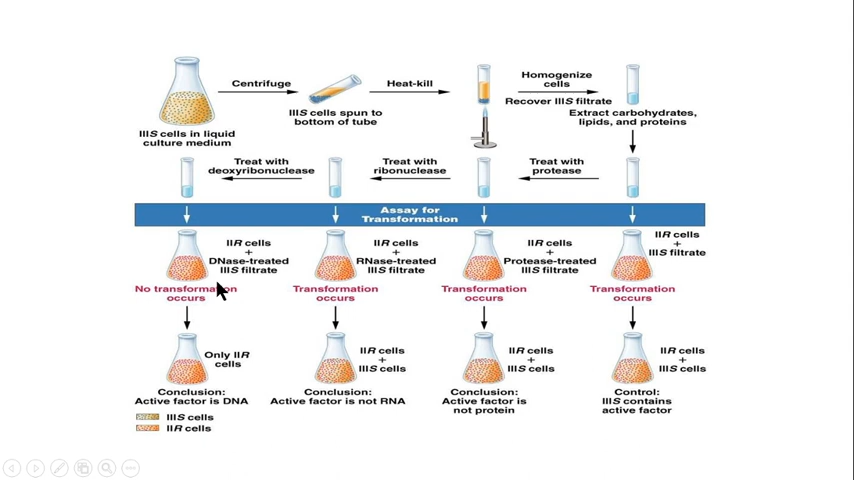 Centrifuge
Heat-kill
Homogenize
cells
Recover IIIS filtrate
IIIS cells in liquid
culture medium
IIIS cells spun to
bottom of tube
Extract carbohydrates,
lipids, and proteins
Treat with
deoxyribonuclease
Treat with
ribonuclease
Treat with
protease
Assay for
Transformation
IIR cells
+
DNase-treated
IIIS filtrate
IIR cells
+
RNase-treated
IIIS filtrate
IIR cells
+
Protease-treated
IIIS filtrate
IIR cells
+
IIIS filtrate
No transformation
occurs
Transformation
occurs
Transformation
occurs
Transformation
occurs
Only IIR
cells
IIR cells
+
IIIS cells
IIR cells
+
IIIS cells
IIR cells
+
IIIS cells
Conclusion:
Active factor is DNA
Conclusion:
Active factor is not RNA
Conclusion:
Active factor is
not protein
Control:
IIIS contains
active factor
IIIS cells
IIR cells